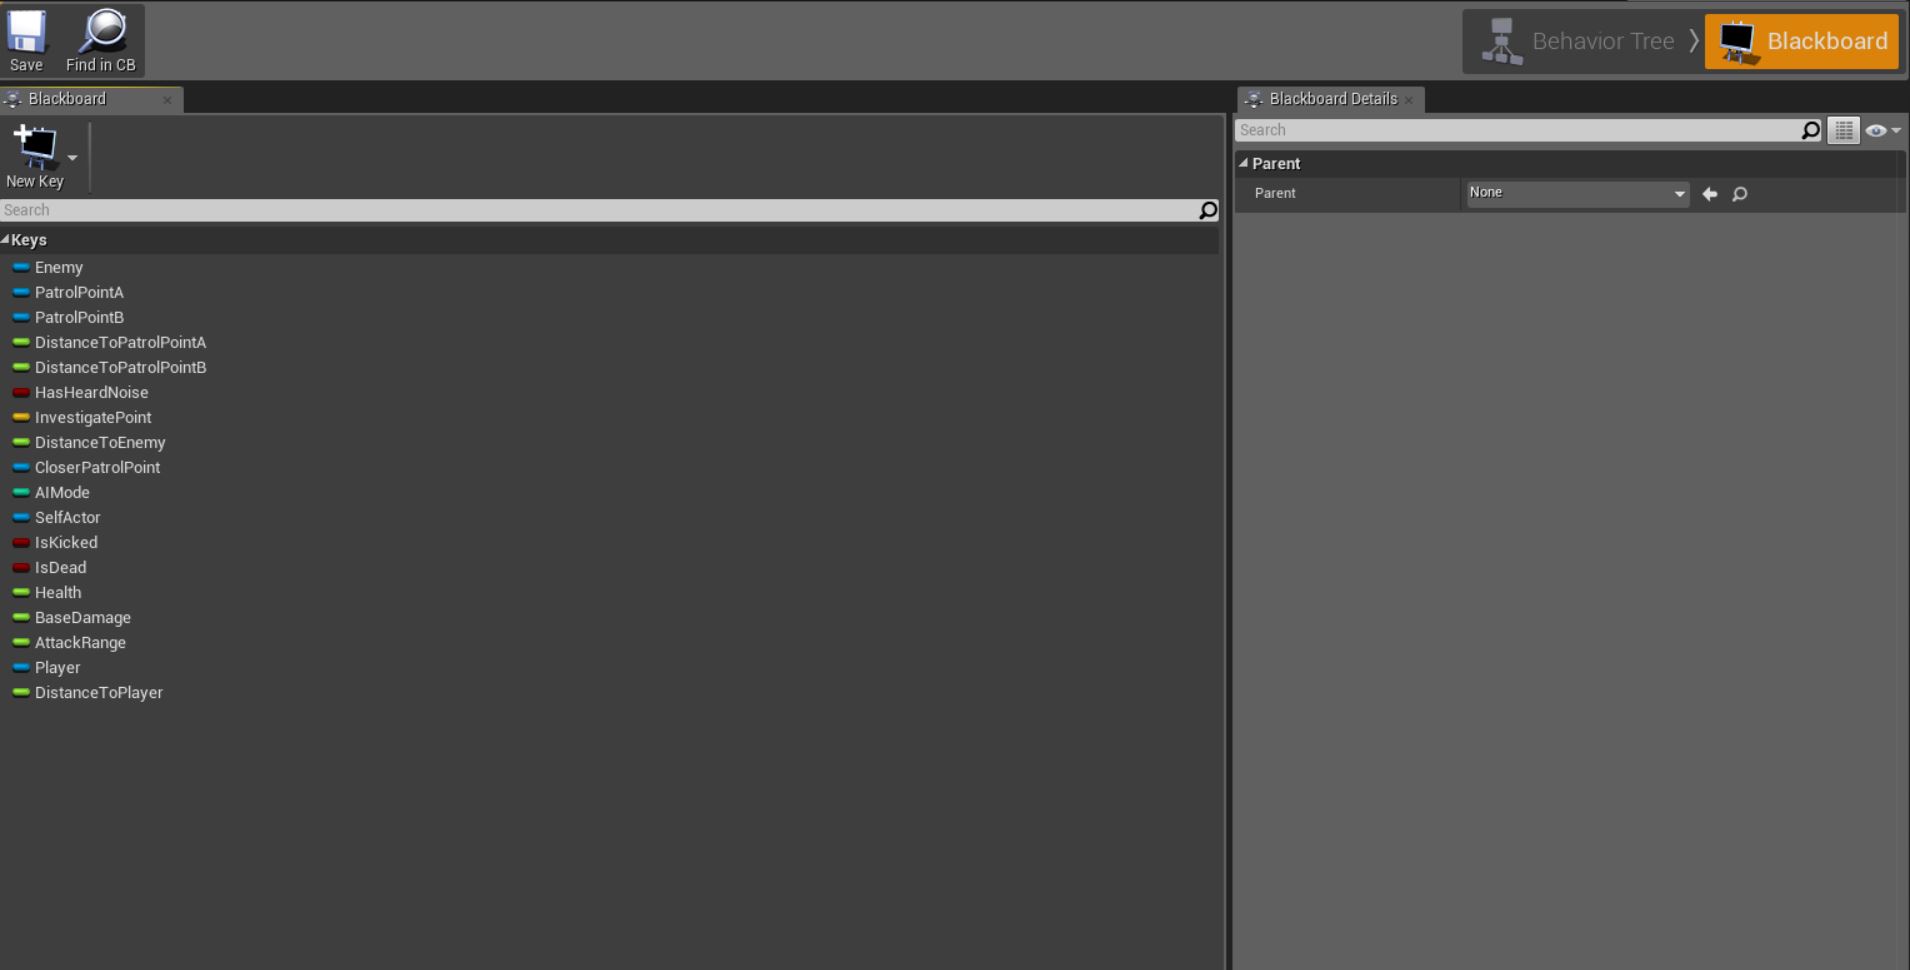 Save
Find in CB
Behavior Tree
Blackboard
Blackboard
New Key
Search
Keys
Enemy
PatrolPointA
PatrolPointB
DistanceToPatrolPointA
DistanceToPatrolPointB
HasHeardNoise
InvestigatePoint
DistanceToEnemy
CloserPatrolPoint
AIMode
SelfActor
IsKicked
IsDead
Health
BaseDamage
AttackRange
Player
DistanceToPlayer
Blackboard Details
Search
Parent
Parent None